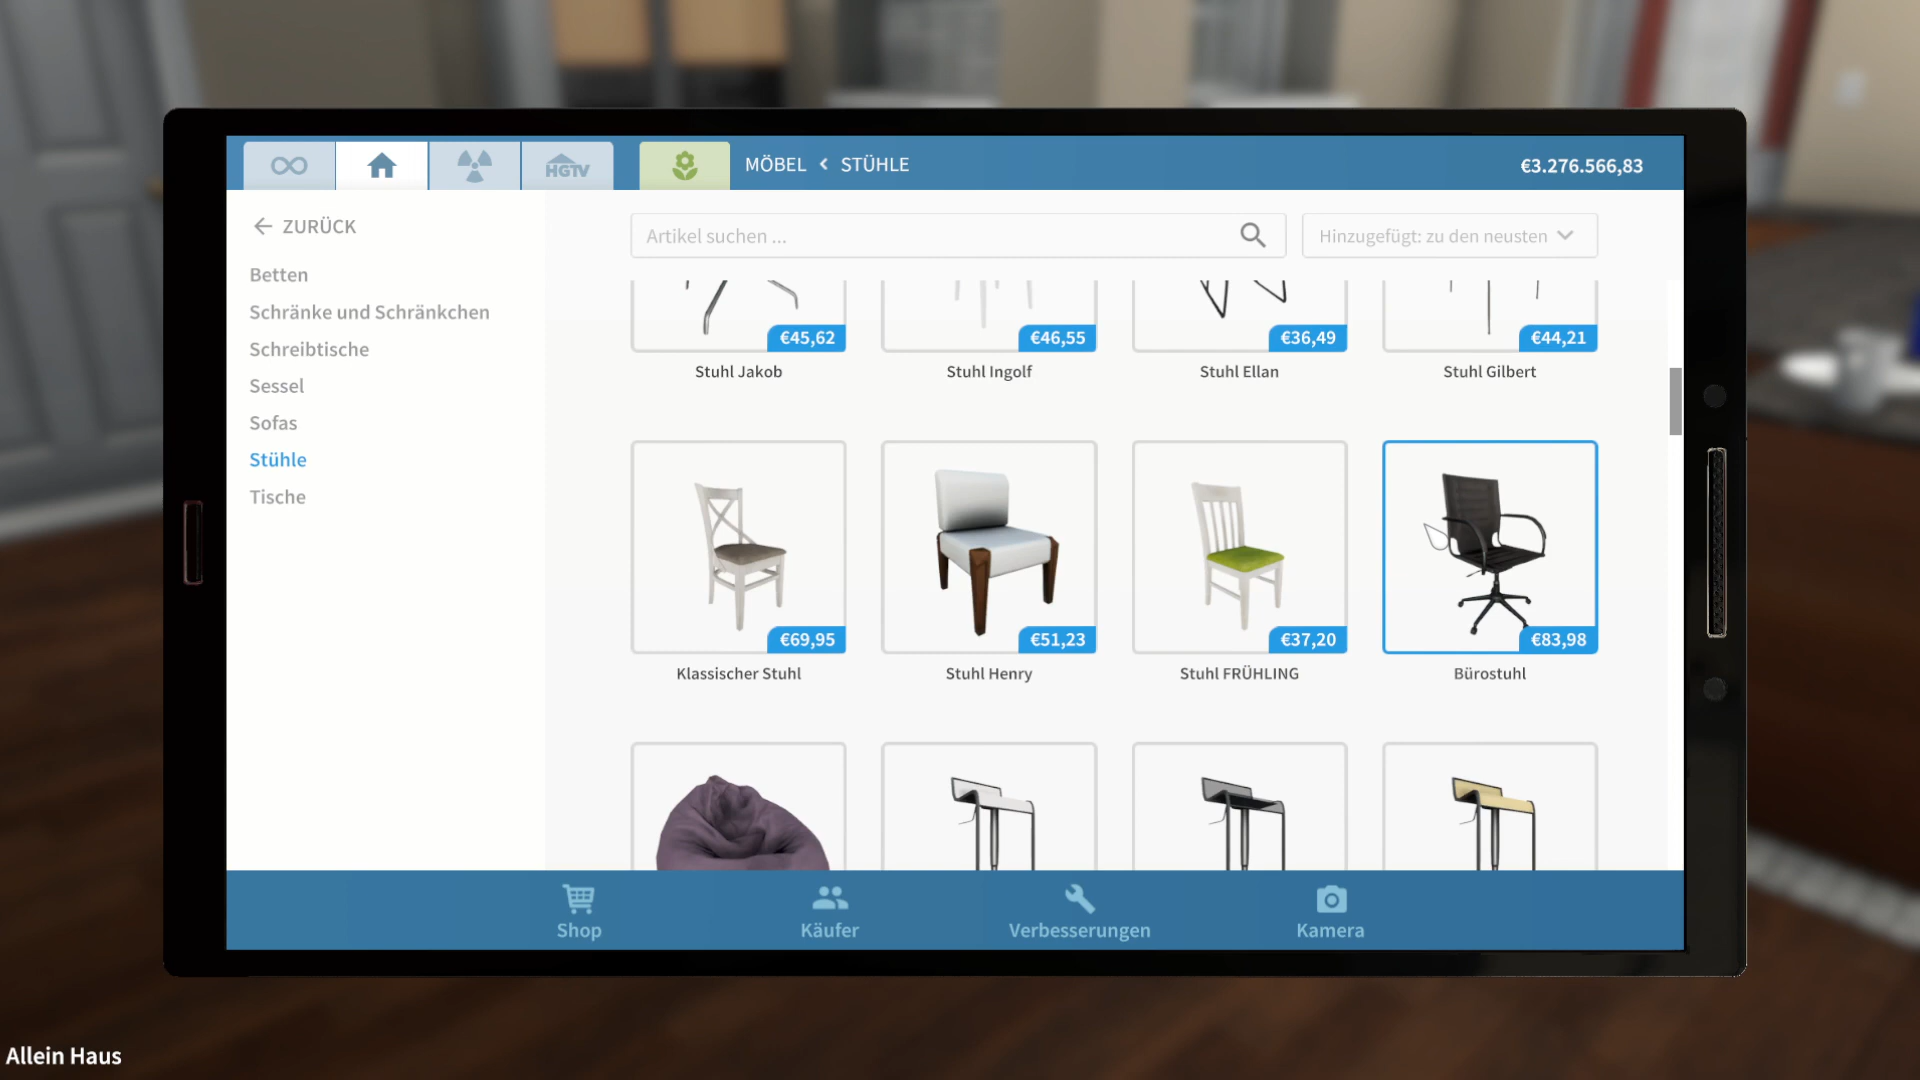 HGTV
MÖBEL < STÜHLE
€3.276.566,83
ZURÜCK
Betten
Schränke und Schränkchen
Schreibtische
Sessel
Sofas
Stühle
Tische
Artikel suchen ...
Hinzugefügt: zu den neusten
€45,62
€46,55
€36,49
€44,21
Stuhl Jakob
Stuhl Ingolf
Stuhl Ellan
Stuhl Gilbert
€69,95
€51,23
€37,20
€83,98
Klassischer Stuhl
Stuhl Henry
Stuhl FRÜHLING
Bürostuhl
Shop
Käufer
Verbesserungen
Kamera
Allein Haus